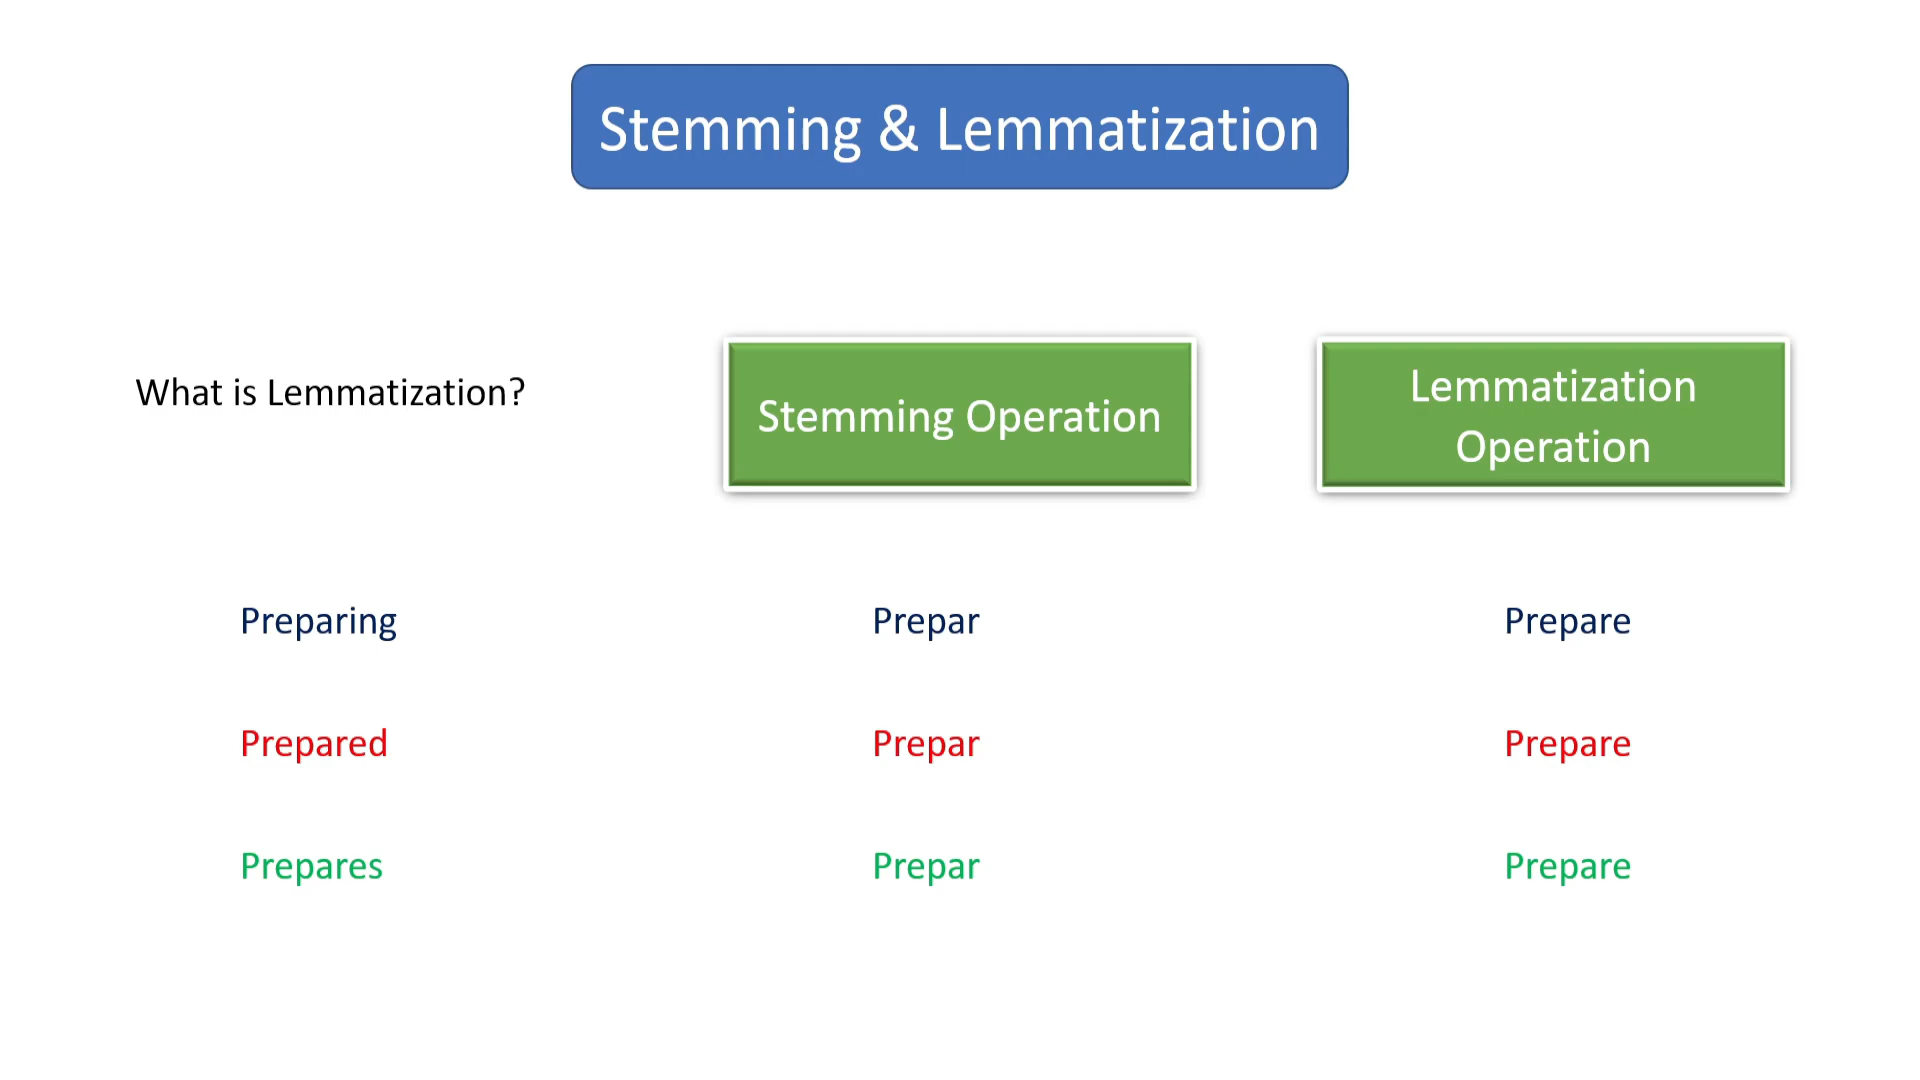 Stemming & Lemmatization
What is Lemmatization?
Stemming Operation
Lemmatization
Operation
Preparing
Prepar
Prepare
Prepared
Prepar
Prepare
Prepares
Prepar
Prepare